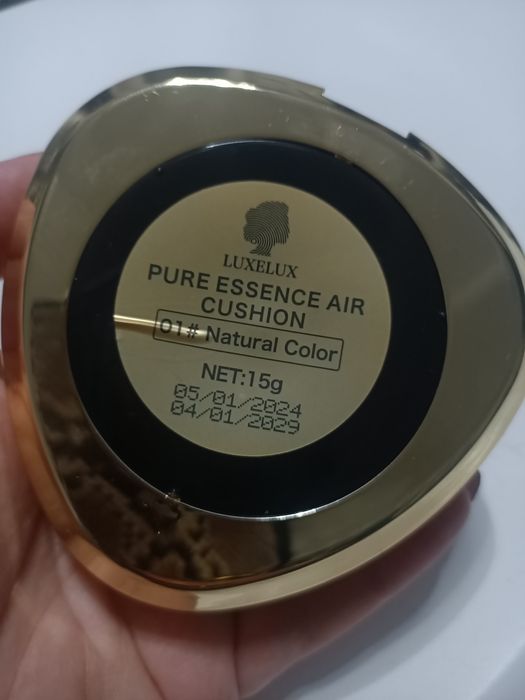 LUXELUX
PURE ESSENCE AIR
CUSHION
01# Natural Color
NET:15g
05/01/2024
04/01/2029